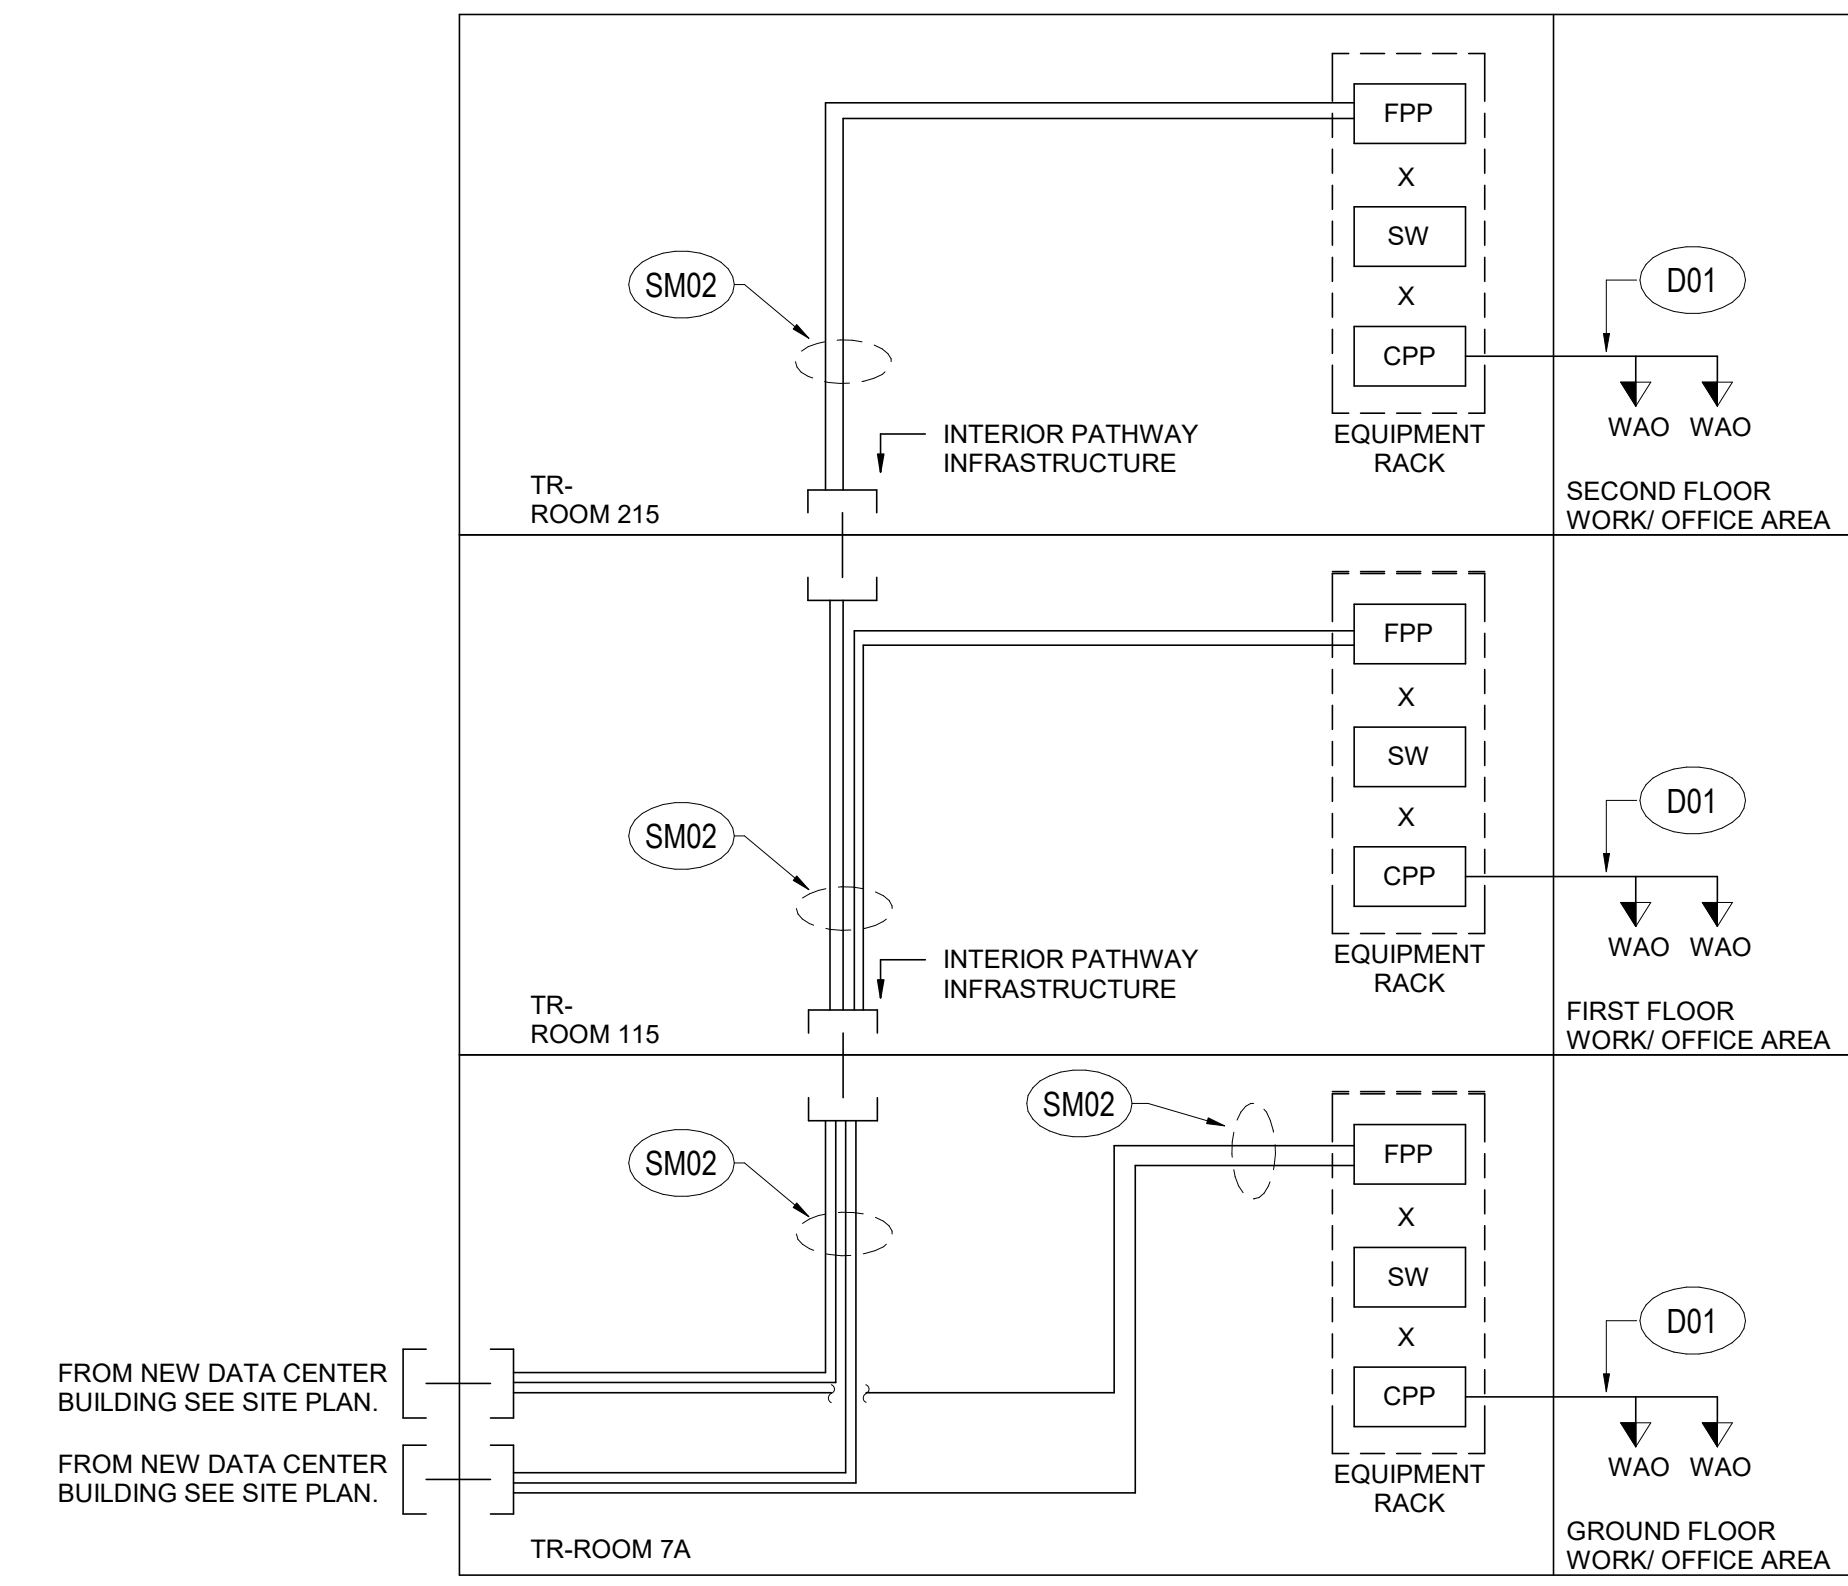 FPP
X
SW
X
CPP
EQUIPMENT
RACK
SM02
D01
WAO WAO
INTERIOR PATHWAY
INFRASTRUCTURE
TR-
ROOM 215
SECOND FLOOR
WORK/ OFFICE AREA
FPP
X
SW
X
CPP
EQUIPMENT
RACK
SM02
D01
WAO WAO
INTERIOR PATHWAY
INFRASTRUCTURE
TR-
ROOM 115
FIRST FLOOR
WORK/ OFFICE AREA
SM02
SM02
FPP
X
SW
X
CPP
EQUIPMENT
RACK
D01
WAO WAO
FROM NEW DATA CENTER
BUILDING SEE SITE PLAN.
FROM NEW DATA CENTER
BUILDING SEE SITE PLAN.
TR-ROOM 7A
GROUND FLOOR
WORK/ OFFICE AREA